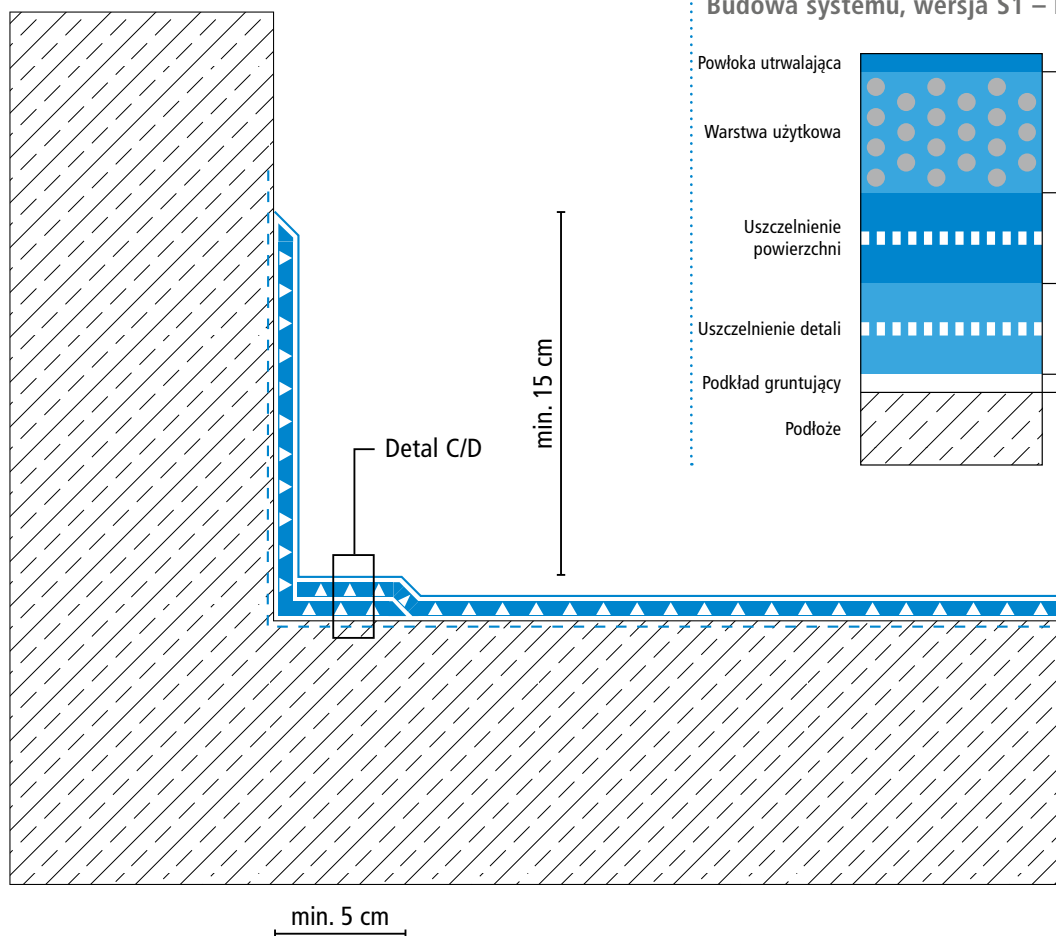 Budowa systemu, wersja S1 –
Powłoka utrwalająca
Warstwa użytkowa
Uszczelnienie
powierzchni
Uszczelnienie detali
Podkład gruntujący
Podłoże
min. 15 cm
Detal C/D
min. 5 cm